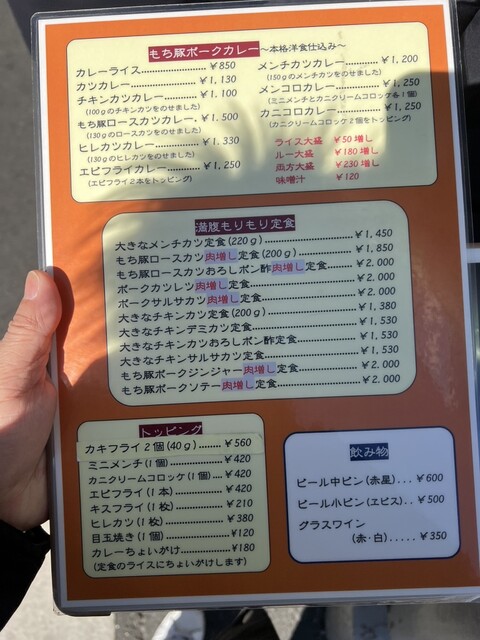 もち豚ポークカレー～本格洋食仕込み～
カレーライス……………………￥850
カツカレー……………………￥1,130
チキンカツカレー……………￥1.100
(100gのチキンカツをのせました)
もち豚ロースカツカレー．￥1.500
(130gのロースカツをのせました)
ヒレカツカレー………………￥1.330
(130gのヒレカツをのせました)
エビフライカレー……………￥1,250
(エビフライ2本をトッピング)
メンチカツカレー……………￥1,200
(150gのメンチカツをのせました)
メンコロカレー………………￥1,250
(ミニメンチとカニクリームコロッケ各1個)
カニコロカレー………………￥1,250
(カニクリームコロッケ2個をトッピング)
ライス大盛 ￥50増し
ルー大盛 ￥180増し
両方大盛 ￥230増し
味噌汁 ￥120
満腹もりもり定食
大きなメンチカツ定食(220g)……………………￥1,450
もち豚ロースカツ肉増し定食(200g)……………￥1,850
もち豚ロースカツおろしポン酢肉増し定食………￥2.000
ポークカツレツ肉増し定食…………………………￥2.000
ポークサルサカツ肉増し定食………………………￥2.000
大きなチキンカツ定食(200g)……………………￥1,380
大きなチキンデミカツ定食…………………………￥1,530
大きなチキンカツおろしポン酢定食………………￥1,530
大きなチキンサルサカツ定食………………………￥1,530
もち豚ポークジンジャー肉増し定食………………￥2,000
もち豚ポークソテー肉増し定食……………………￥2,000
トッピング
カキフライ2個(40g)………￥560
ミニメンチ(1個)……………￥420
カニクリームコロッケ(1個)….￥420
エビフライ(1本)……………￥420
キスフライ(1枚)……………￥210
ヒレカツ(1枚)………………￥380
目玉焼き(1個)………………￥120
カレーちょいがけ……………￥180
(定食のライスにちょいがけします)
飲み物
ビール中ビン(赤星)…￥600
ビール小ビン(ヱビス)‥￥500
グラスワイン
(赤・白).....￥350